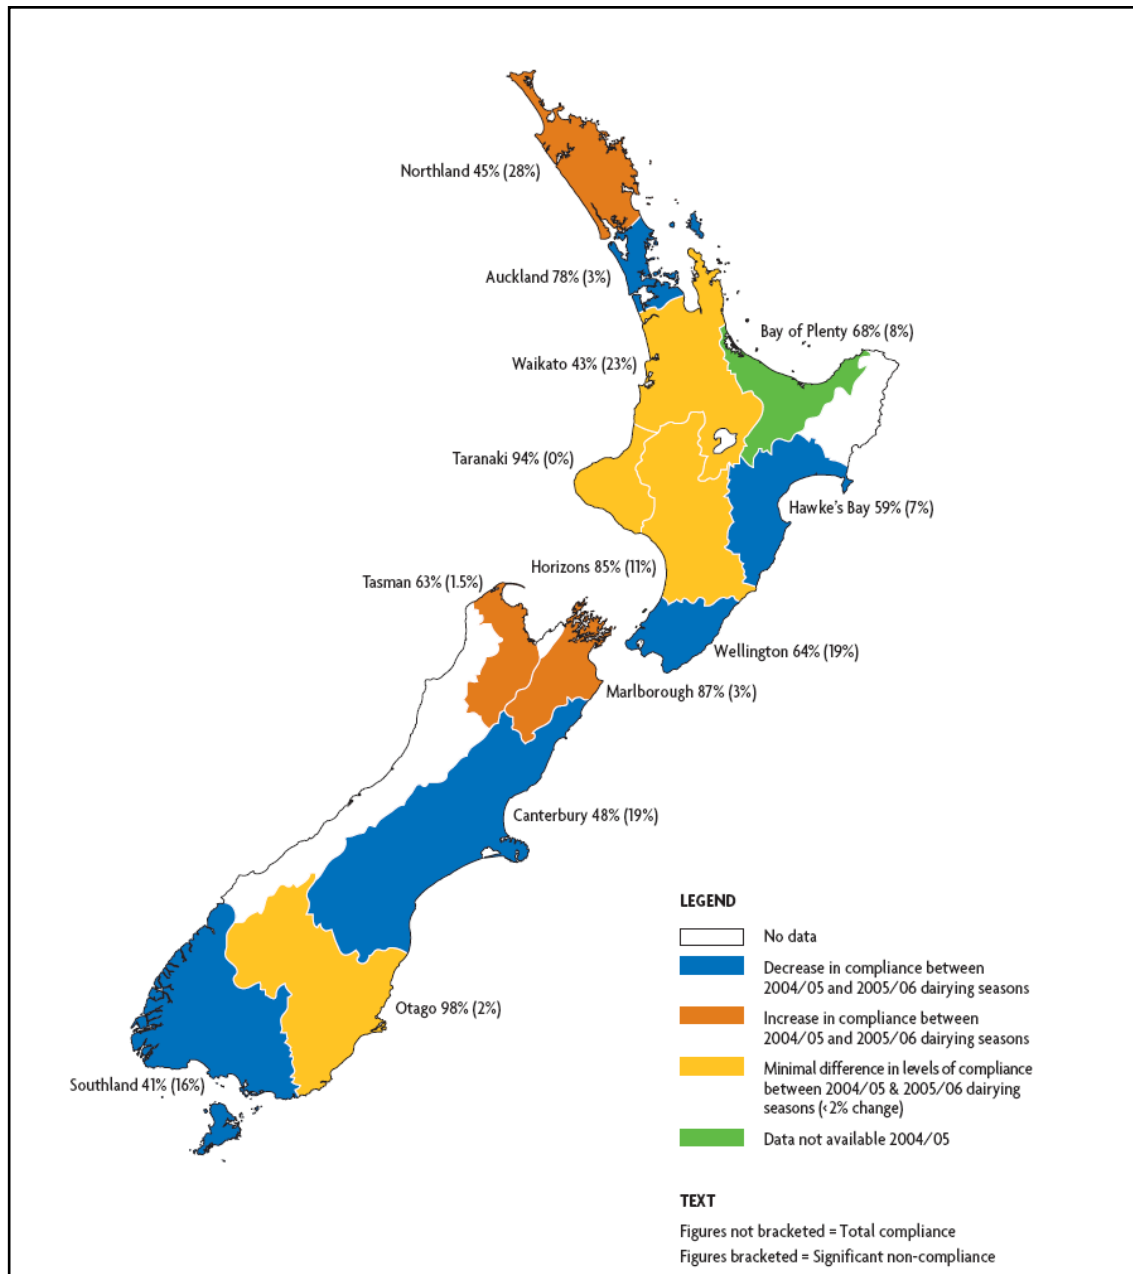 Northland 45% (28%)
Auckland 78% (3%)
Bay of Plenty 68% (8%)
Waikato 43% (23%)
Taranaki 94% (0%)
Hawke's Bay 59% (7%)
Horizons 85% (11%)
Tasman 63% (1.5%)
Wellington 64% (19%)
Marlborough 87% (3%)
Canterbury 48% (19%)
Otago 98% (2%)
Southland 41% (16%)
LEGEND
No data
Decrease in compliance between
2004/05 and 2005/06 dairying seasons
Increase in compliance between
2004/05 and 2005/06 dairying seasons
Minimal difference in levels of compliance
between 2004/05 & 2005/06 dairying
seasons (<2% change)
Data not available 2004/05
TEXT
Figures not bracketed = Total compliance
Figures bracketed = Significant non-compliance